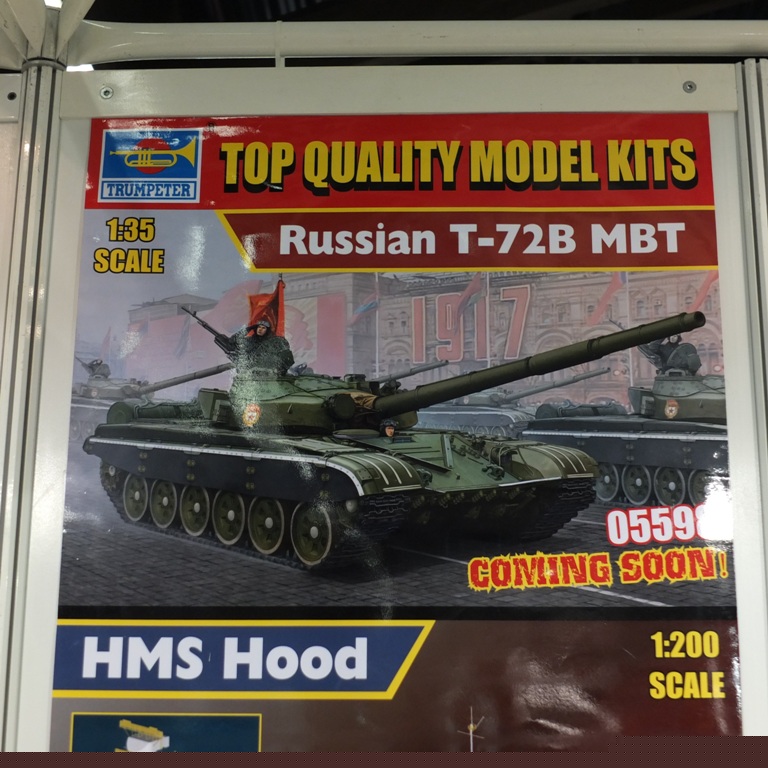 TRUMPETER
TOP QUALITY MODEL KITS
1:35
SCALE
Russian T-72B MBT
1917
COMING SOON!
HMS Hood
1:200
SCALE